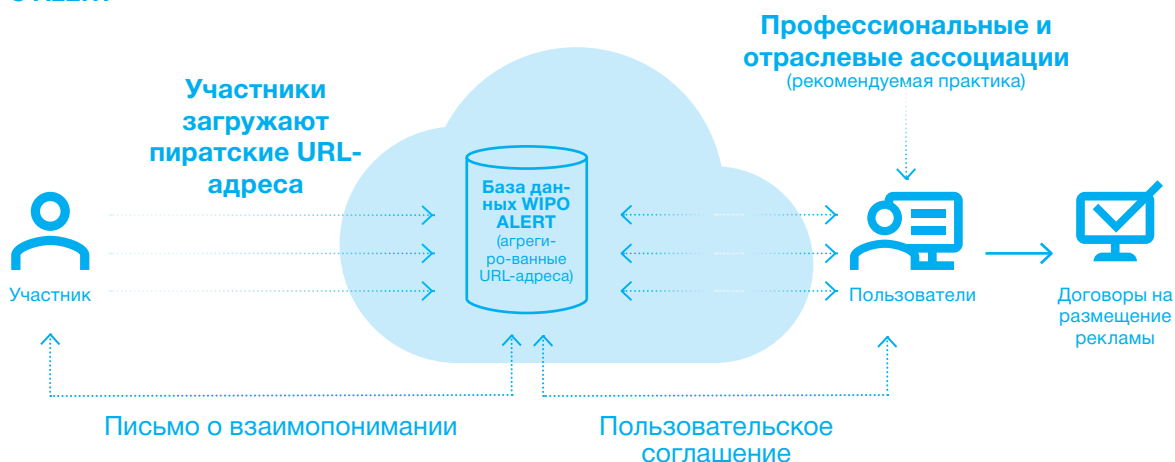 Профессиональные и
отраслевые ассоциации
(рекомендуемая практика)
Участники
загружают
пиратские URL-
адреса
База дан-
ных WIPO
ALERT
(агреги-
ро-ванные
URL-адреса)
Участник
Пользователи
Договоры на
размещение
рекламы
Письмо о взаимопонимании
Пользовательское
соглашение